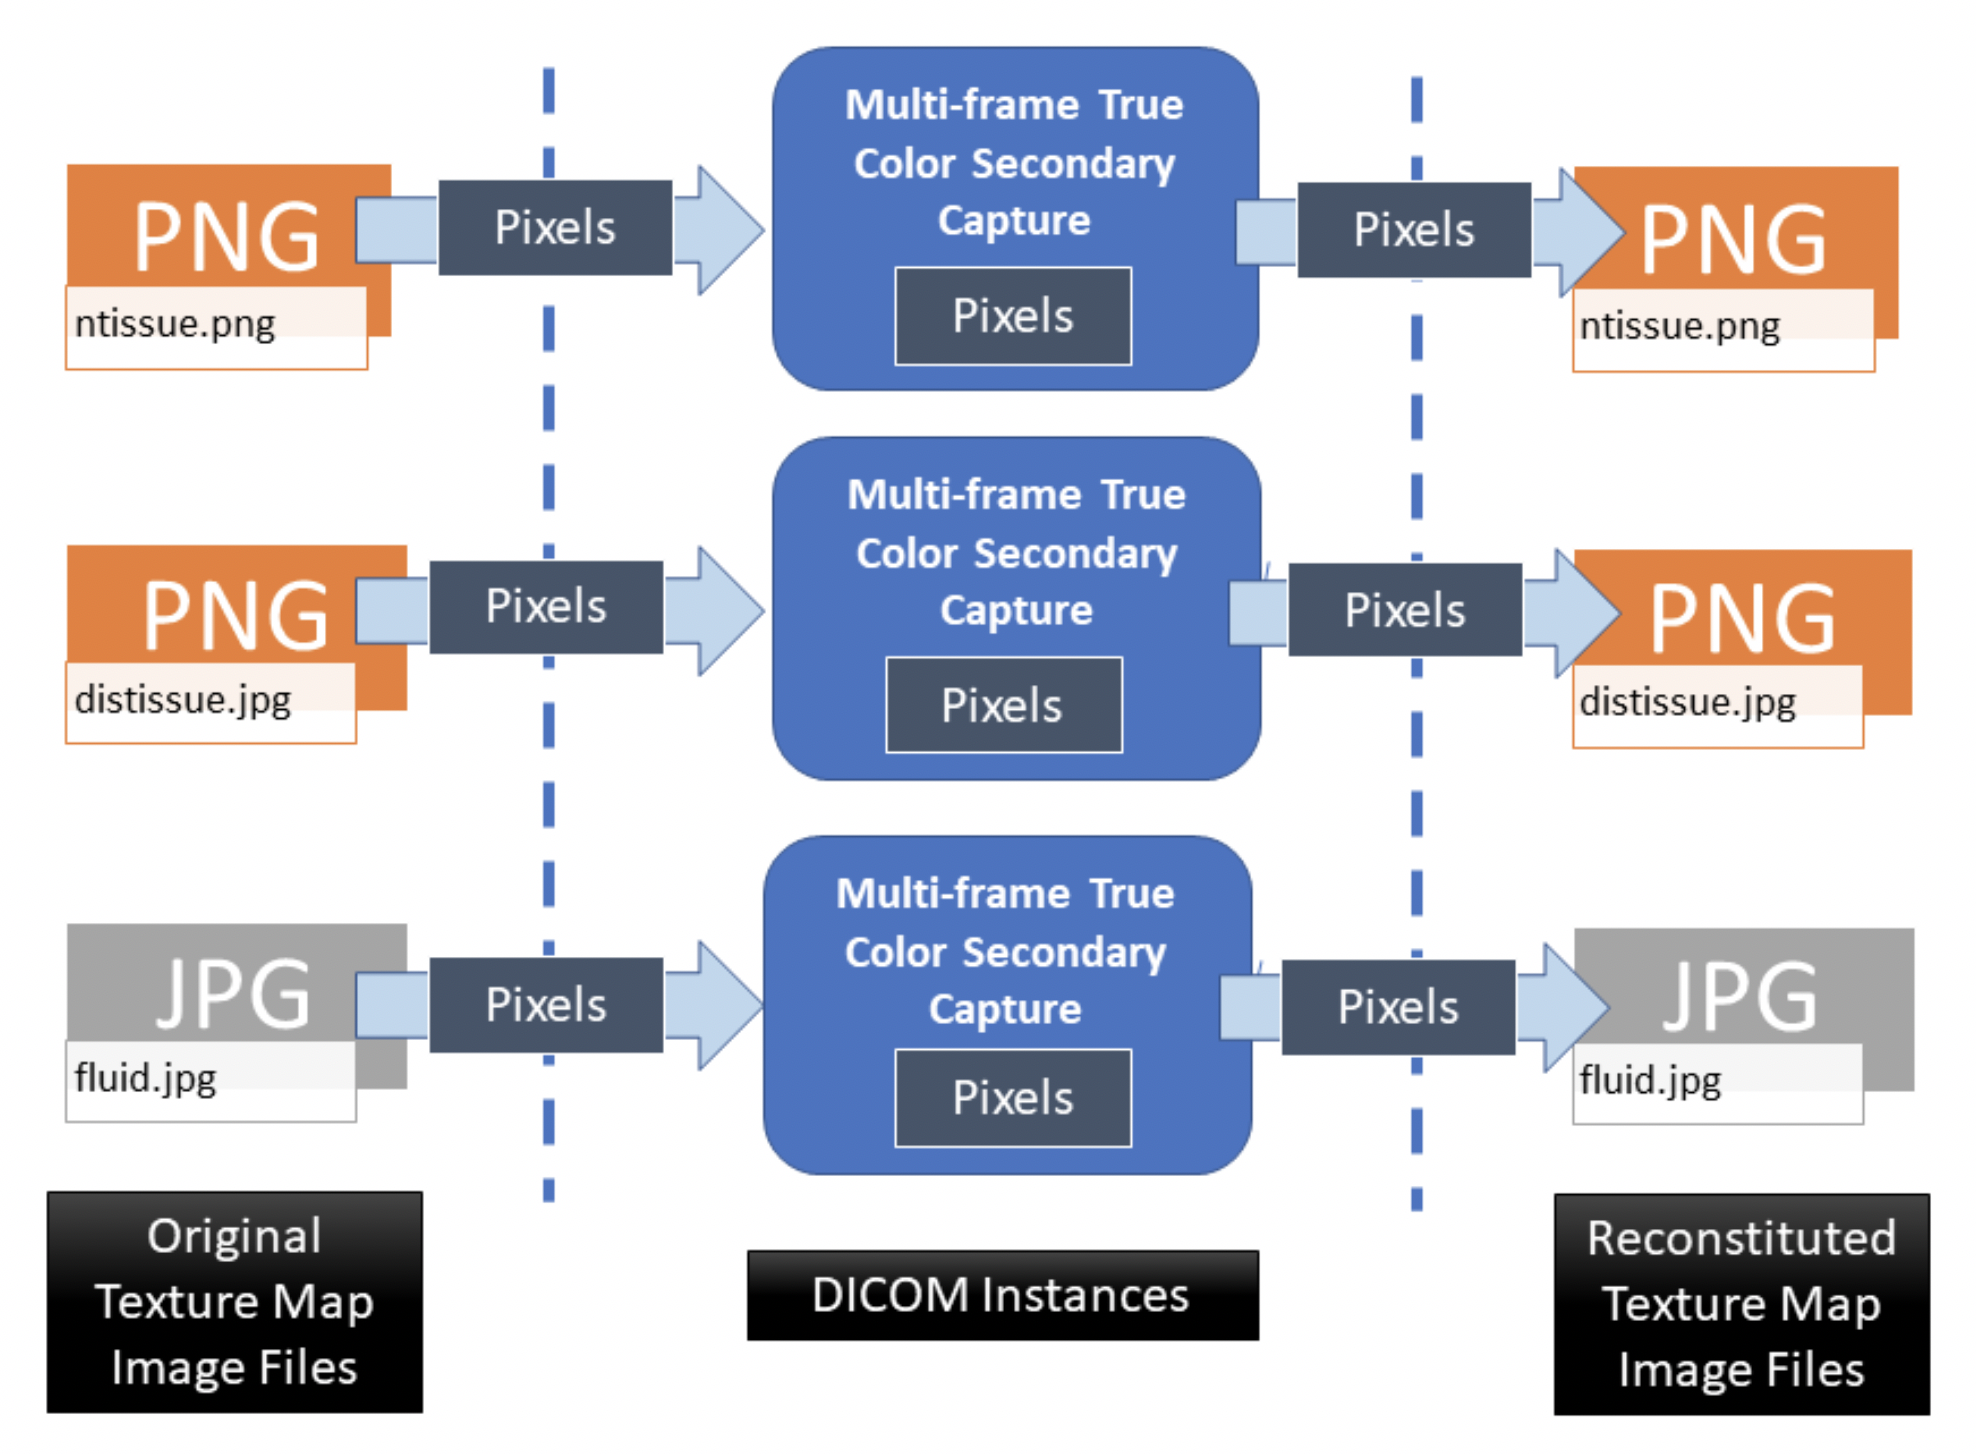 Multi-frame True
Color Secondary
Capture
Pixels
PNG
ntissue.png
Pixels
Pixels
PNG
ntissue.png
Multi-frame True
Color Secondary
Capture
Pixels
PNG
distissue.jpg
Pixels
Pixels
PNG
distissue.jpg
Multi-frame True
Color Secondary
Capture
Pixels
JPG
fluid.jpg
Pixels
Pixels
JPG
fluid.jpg
Original
Texture Map
Image Files
DICOM Instances
Reconstituted
Texture Map
Image Files